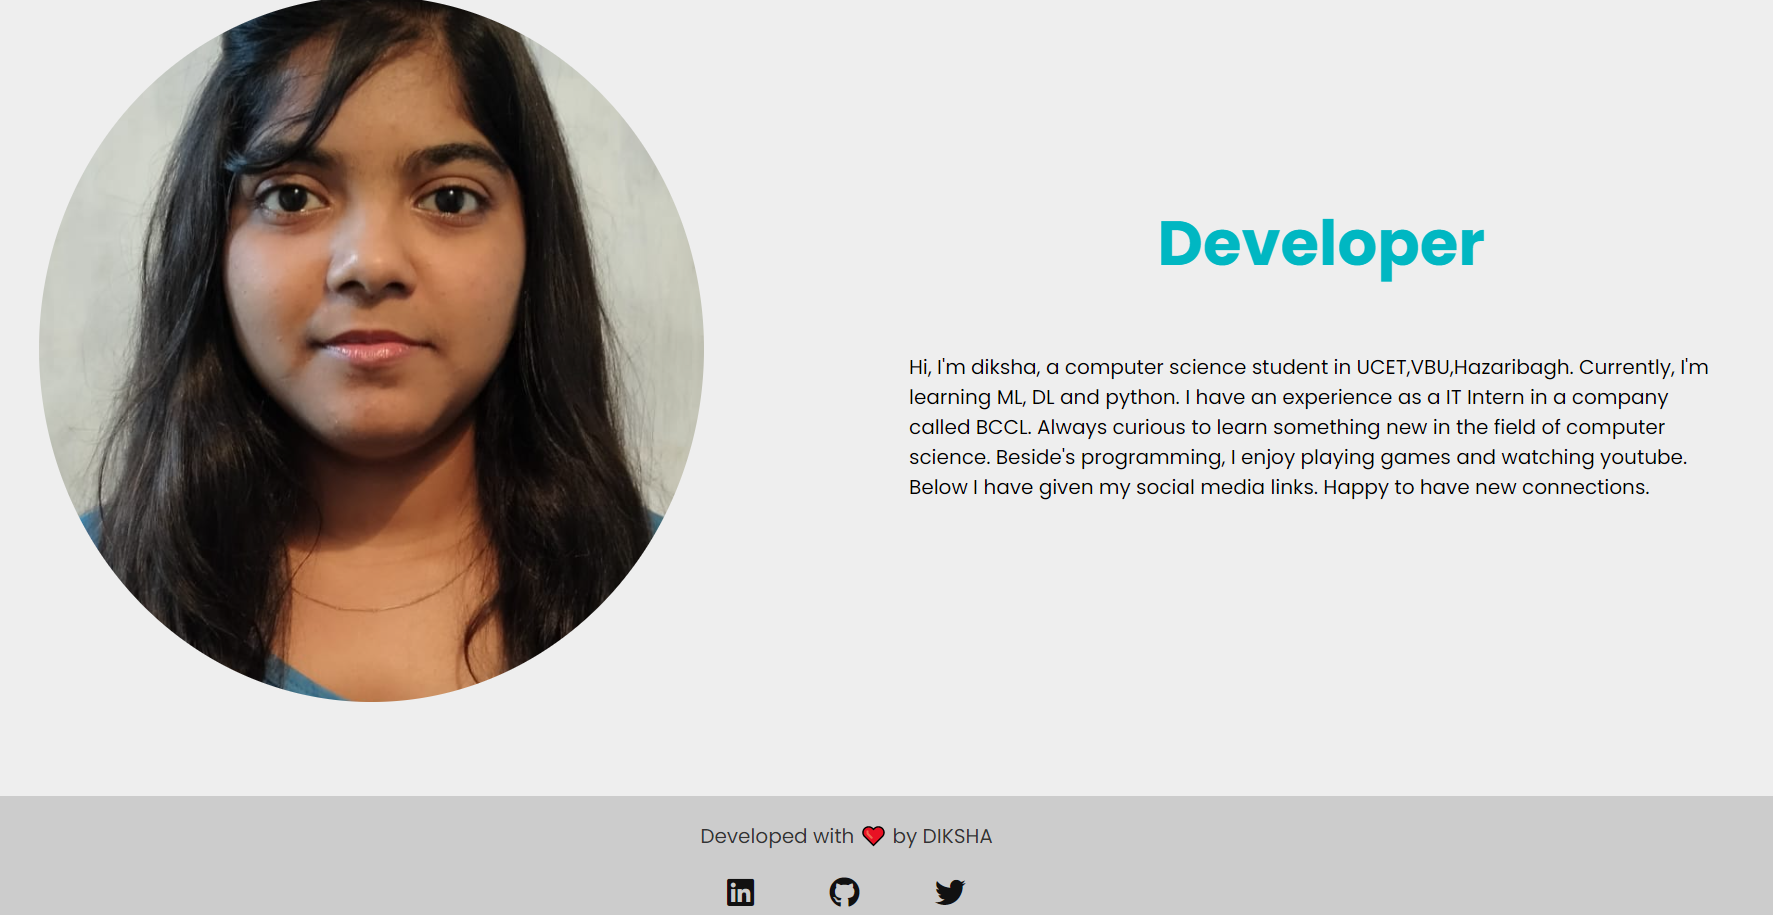 Developer
Hi, I'm diksha, a computer science student in UCET,VBU,Hazaribagh. Currently, I'm
learning ML, DL and python. I have an experience as a IT Intern in a company
called BCCL. Always curious to learn something new in the field of computer
science. Beside's programming, I enjoy playing games and watching youtube.
Below I have given my social media links. Happy to have new connections.
Developed with ❤️ by DIKSHA
in